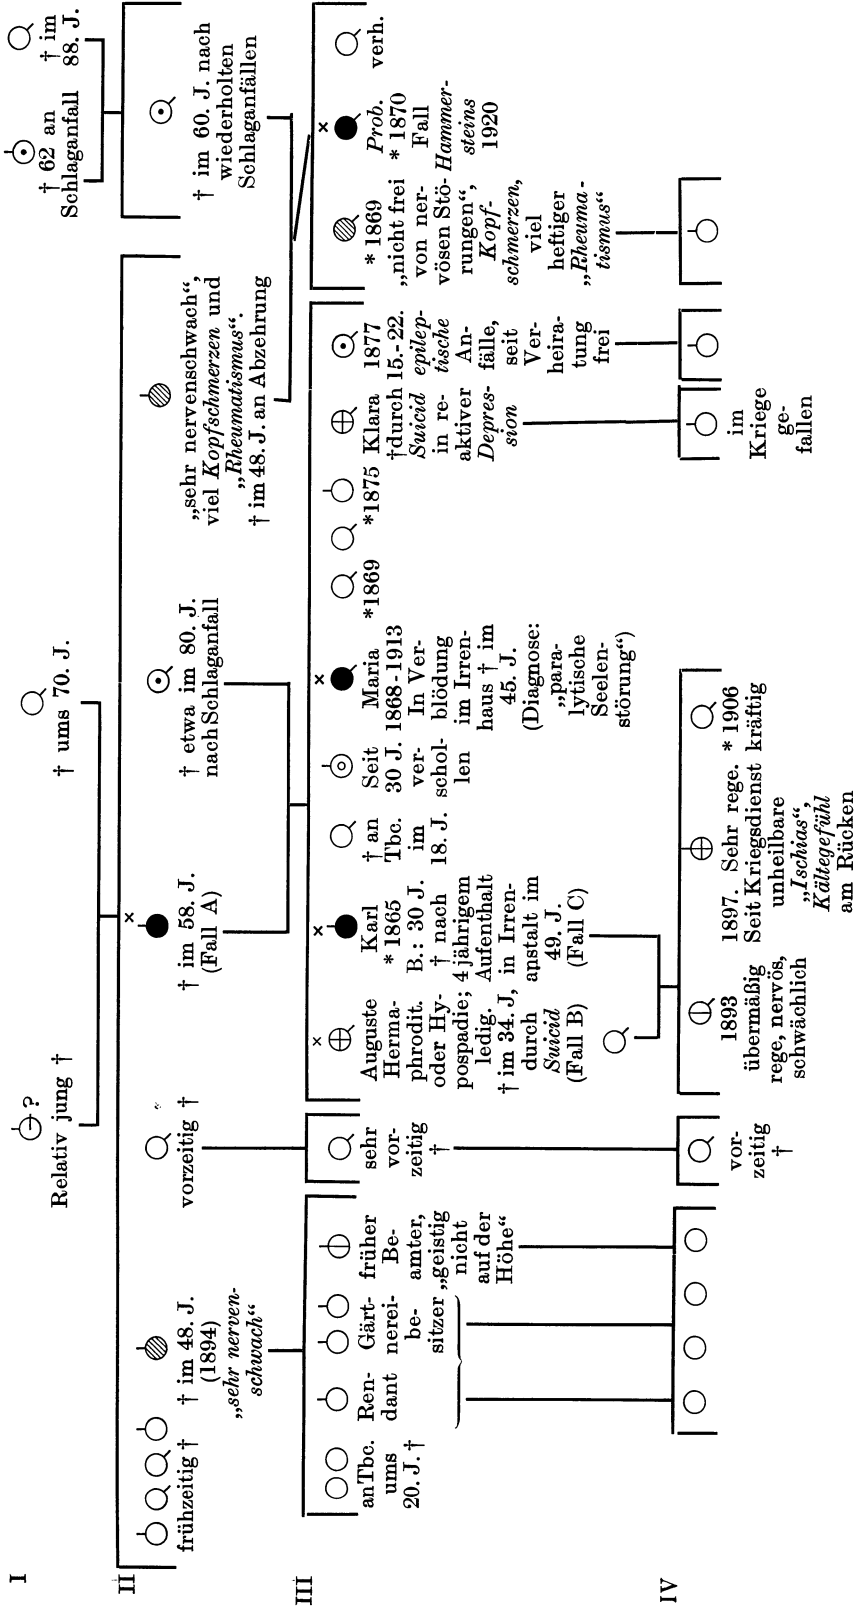 I
?
Relativ jung †
† ums 70. J.
† 62 an
Schlaganfall
† im
88. J.
II
frühzeitig †
† im 48. J.
(1894)
„sehr nerven-
schwach“
vorzeitig †
×
† im 58. J.
(Fall A)
† etwa im 80. J.
nach Schlaganfall
„sehr nervenschwach“,
viel Kopfschmerzen und
„Rheumatismus“.
† im 48. J. an Abzehrung
† im 60. J. nach
wiederholten
Schlaganfällen
III
an Tbc.
ums
20. J. †
Ren-
dant
Gärt-
nerei-
be-
sitzer
früher
Be-
amter,
„geistig
nicht
auf der
Höhe“
sehr
vor-
zeitig
†
×
Auguste
Herma-
phrodit.
oder Hy-
pospadie;
ledig.
† im 34. J,
durch
Suicid
(Fall B)
×
Karl
* 1865
B.: 30 J.
† nach
4 jährigem
Aufenthalt
in Irren-
anstalt im
49. J.
(Fall C)
† an
Tbc.
im
18. J.
Seit
30 J.
ver-
schol-
len
×
Maria
1868-1913
In Ver-
blödung
im Irren-
haus † im
45. J.
(Diagnose:
„para-
lytische
Seelen-
störung“)
*1869
*1875
Klara
†durch
Suicid
in re-
aktiver
Depres-
sion
1877
15.-22.
epilep-
tische
An-
fälle,
seit
Ver-
heira-
tung
frei
* 1869
„nicht frei
von ner-
vösen Stö-
rungen“,
Kopf-
schmerzen,
viel
heftiger
„Rheuma-
tismus“
×
Prob.
* 1870
Fall
Hammer-
steins
1920
verh.
IV
vor-
zeitig
†
1893
übermäßig
rege, nervös,
schwächlich
1897. Sehr rege.
Seit Kriegsdienst
unheilbare
„Ischias“,
Kältegefühl
am Rücken
* 1906
kräftig
im
Kriege
ge-
fallen